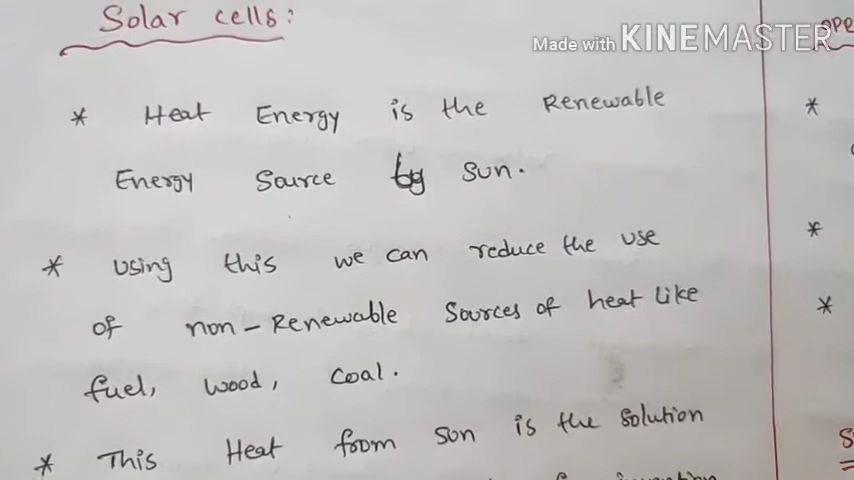 Solar cells:
Made with KINEMASTER
OPE
* Heat Energy is the Renewable
Energy Source by Sun.
* Using this we can reduce the use
of non-Renewable Sources of heat like
fuel, wood, coal.
* This Heat from Sun is the Solution
*
*
*
S